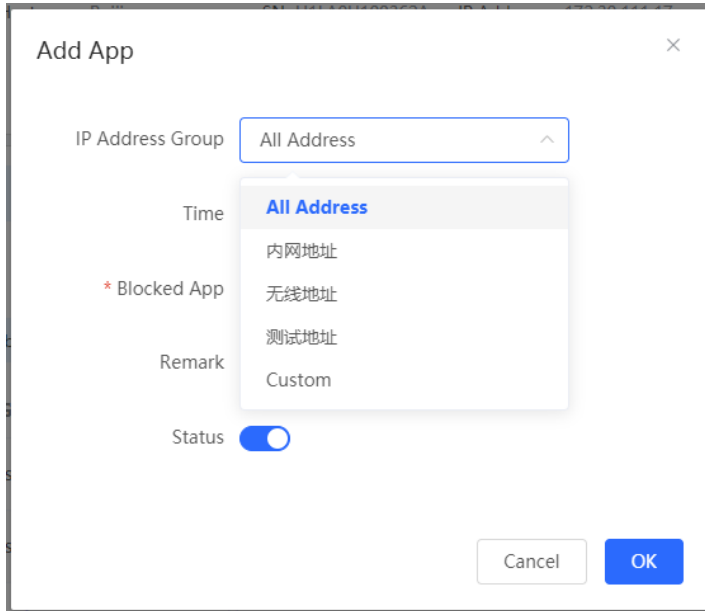 Add App
IP Address Group
All Address
Time
All Address
内网地址
* Blocked App
无线地址
测试地址
Remark
Custom
Status
Cancel
OK